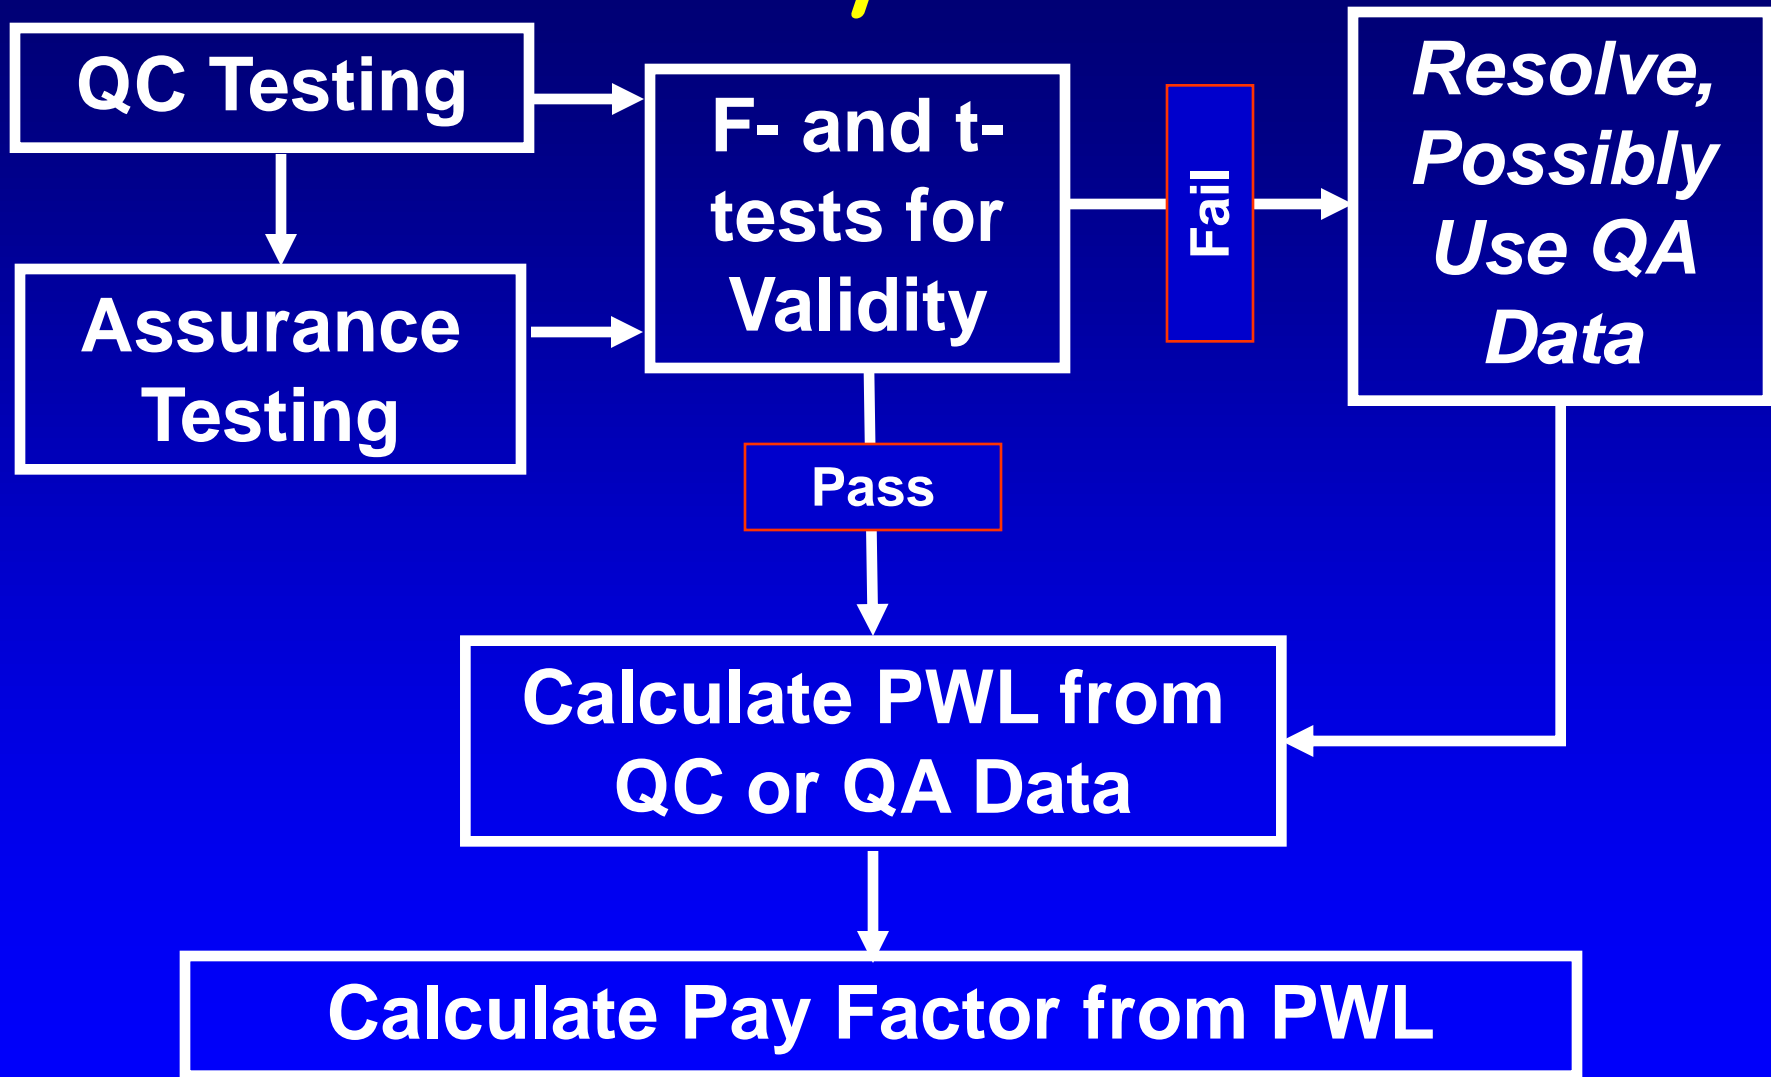 QC Testing
Assurance
Testing
F- and t-
tests for
Validity
Fail
Resolve,
Possibly
Use QA
Data
Pass
Calculate PWL from
QC or QA Data
Calculate Pay Factor from PWL